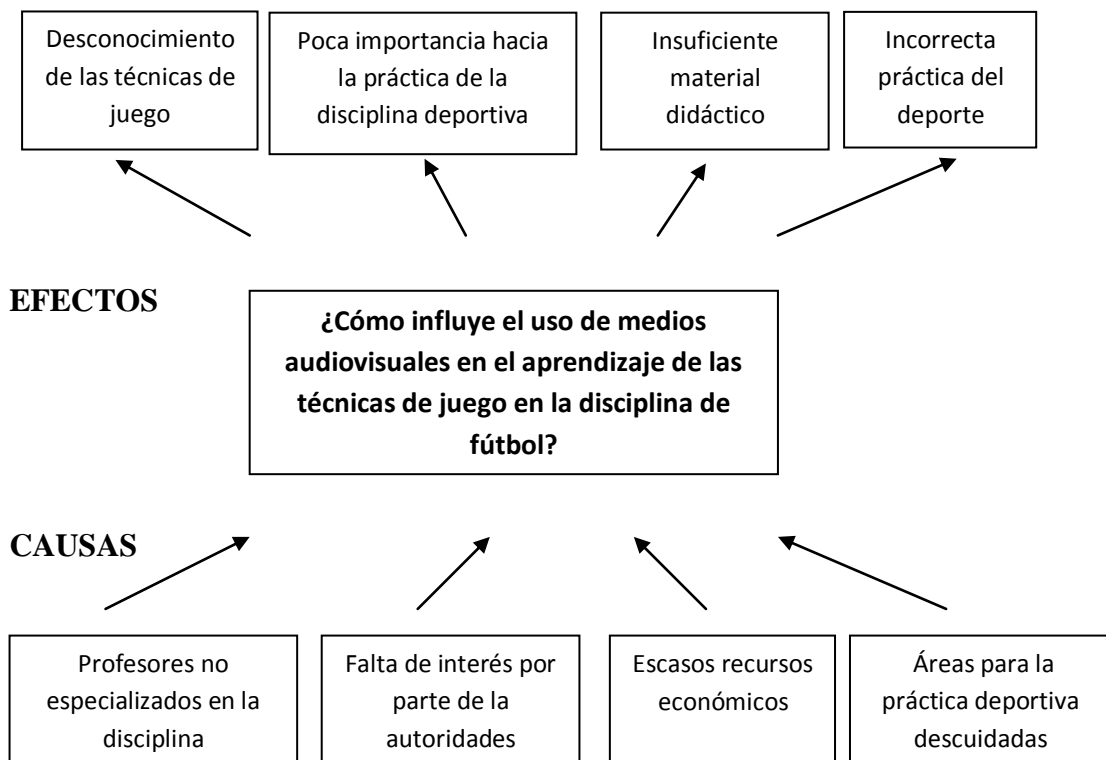 Desconocimiento
de las técnicas de
juego
Poca importancia hacia
la práctica de la
disciplina deportiva
Insuficiente
material
didáctico
Incorrecta
práctica del
deporte
EFECTOS
¿Cómo influye el uso de medios
audiovisuales en el aprendizaje de las
técnicas de juego en la disciplina de
fútbol?
CAUSAS
Profesores no
especializados en la
disciplina
Falta de interés por
parte de la
autoridades
Escasos recursos
económicos
Áreas para la
práctica deportiva
descuidadas